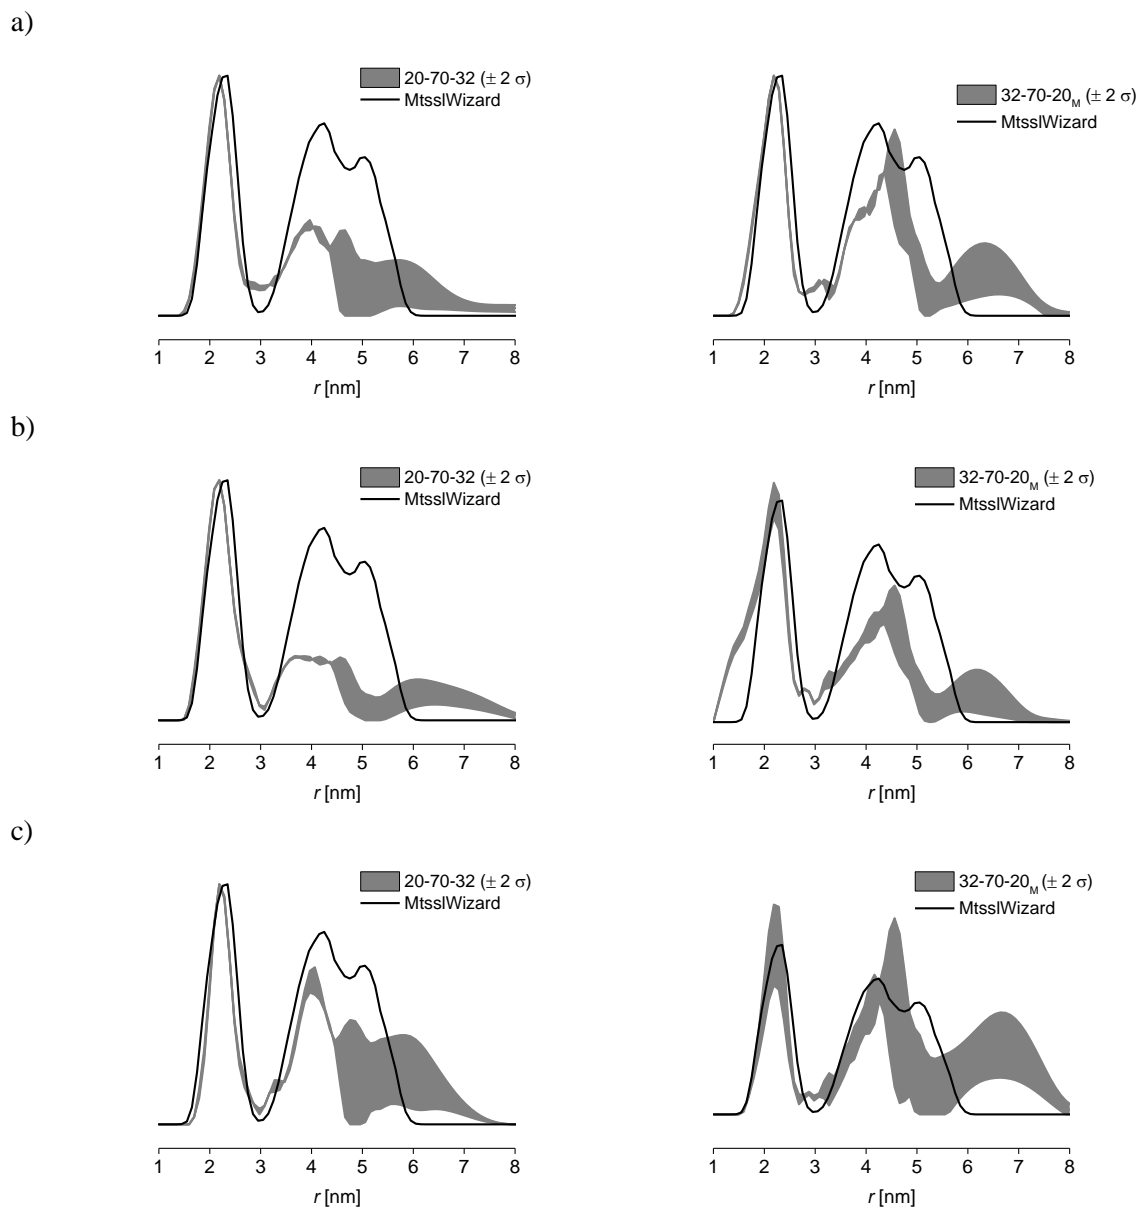 a)
20-70-32 (± 2 σ)
MtsslWizard
1 2 3 4 5 6 7 8
r [nm]
32-70-20M (± 2 σ)
MtsslWizard
1 2 3 4 5 6 7 8
r [nm]
b)
20-70-32 (± 2 σ)
MtsslWizard
1 2 3 4 5 6 7 8
r [nm]
32-70-20M (± 2 σ)
MtsslWizard
1 2 3 4 5 6 7 8
r [nm]
c)
20-70-32 (± 2 σ)
MtsslWizard
1 2 3 4 5 6 7 8
r [nm]
32-70-20M (± 2 σ)
MtsslWizard
1 2 3 4 5 6 7 8
r [nm]